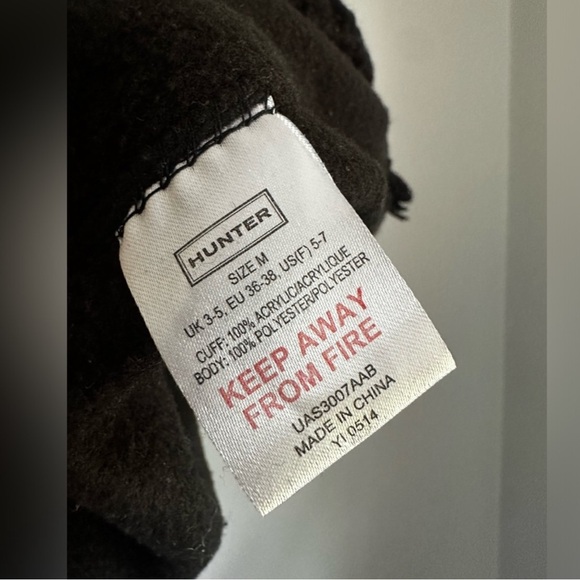 HUNTER
SIZE M
UK 3-5, EU 36-38, US(F) 5-7
CUFF: 100% ACRYLIC/ACRYLIQUE
BODY: 100% POLYESTER/POLYESTER
KEEP AWAY
FROM FIRE
UAS3007AAB
MADE IN CHINA
YI 0514